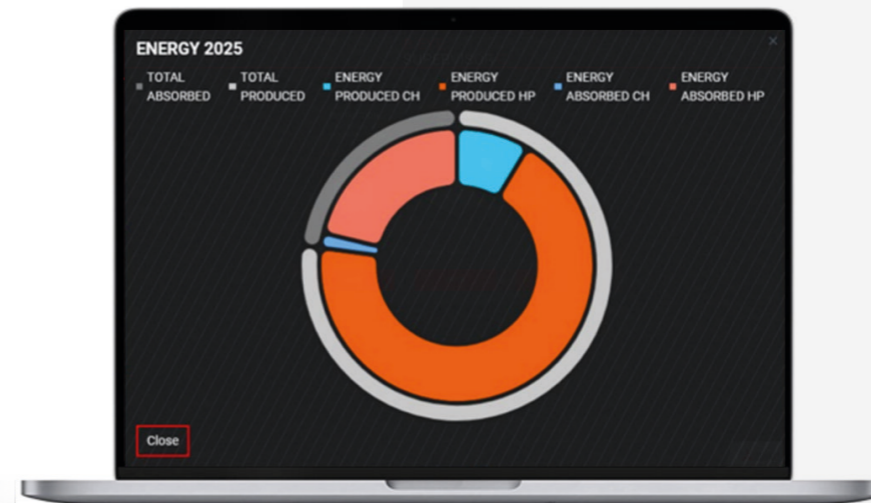 ENERGY 2025
TOTAL
ABSORBED
TOTAL
PRODUCED
ENERGY
PRODUCED CH
ENERGY
PRODUCED HP
ENERGY
ABSORBED CH
ENERGY
ABSORBED HP
Close